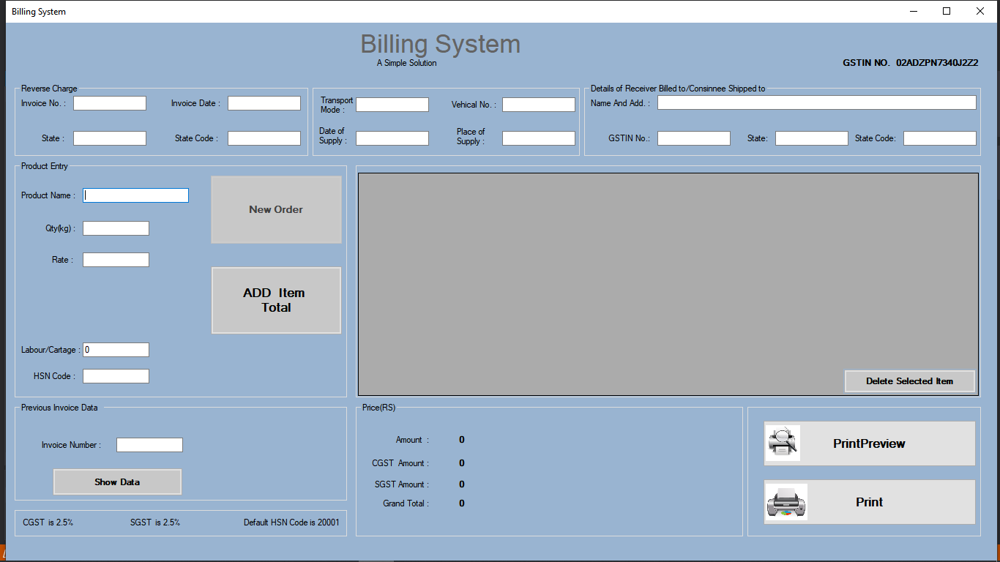 Billing System
Billing System
A Simple Solution
GSTIN NO. 02ADZPN7340J2Z2
Reverse Charge
Invoice No. :
Invoice Date :
State :
State Code :
Transport
Mode :
Vehical No. :
Date of
Supply :
Place of
Supply :
Details of Receiver Billed to/Consinnee Shipped to
Name And Add. :
GSTIN No.:
State:
State Code:
Product Entry
Product Name :
Qty(kg) :
Rate :
New Order
ADD Item
Total
Labour/Cartage : 0
HSN Code :
Delete Selected Item
Previous Invoice Data
Invoice Number :
Show Data
CGST is 2.5%
SGST is 2.5%
Default HSN Code is 20001
Price(RS)
Amount : 0
CGST Amount : 0
SGST Amount : 0
Grand Total : 0
PrintPreview
Print